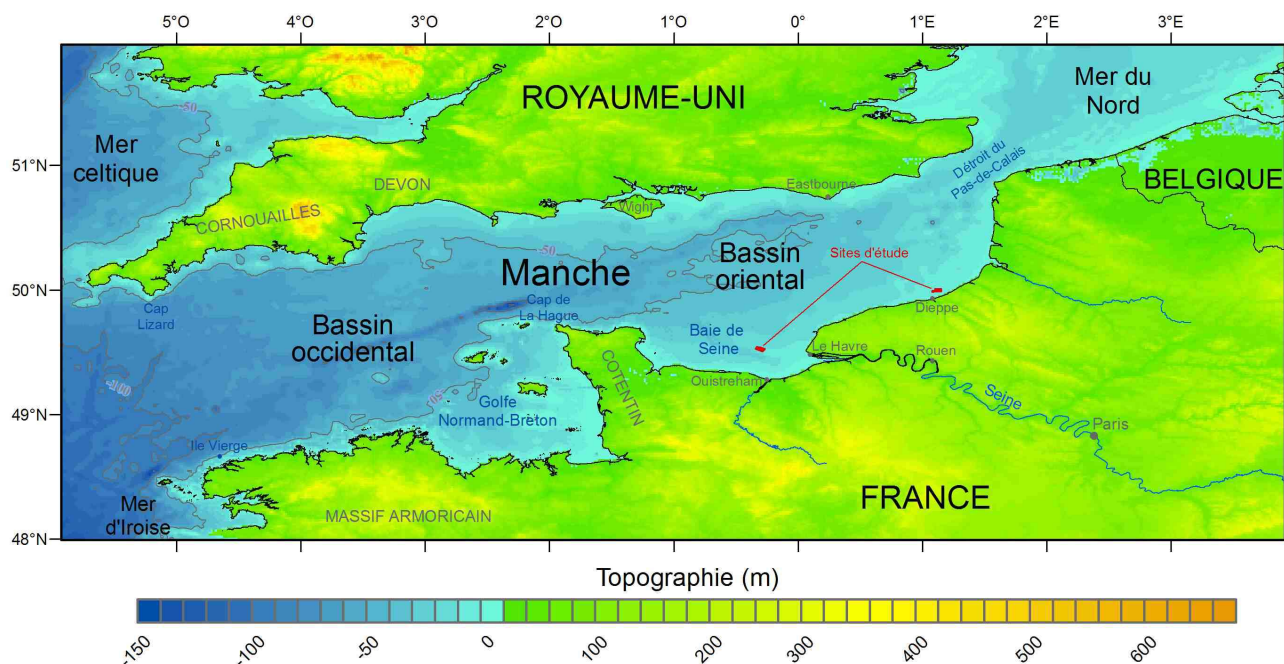 5°O 4°O 3°O 2°O 1°O 0° 1°E 2°E 3°E
ROYAUME-UNI
Mer du
Nord
-50
Mer
celtique
51°N
Détroit du
Pas-de-Calais
DEVON
Eastbourne
BELGIQUE
CORNOUAILLES
Wight
-50
Bassin
oriental
Sites d'étude
Manche
50°N
Cap
Lizard
Cap de
La Hague
Dieppe
Bassin
occidental
Baie de
Seine
Le Havre
Rouen
COTENTIN
Ouistreham
-100
-50
49°N
Golfe
Normand-Breton
Seine
Paris
Ile Vierge
FRANCE
Mer
d'Iroise
MASSIF ARMORICAIN
48°N
Topographie (m)
-150 -100 -50 0 100 200 300 400 500 600